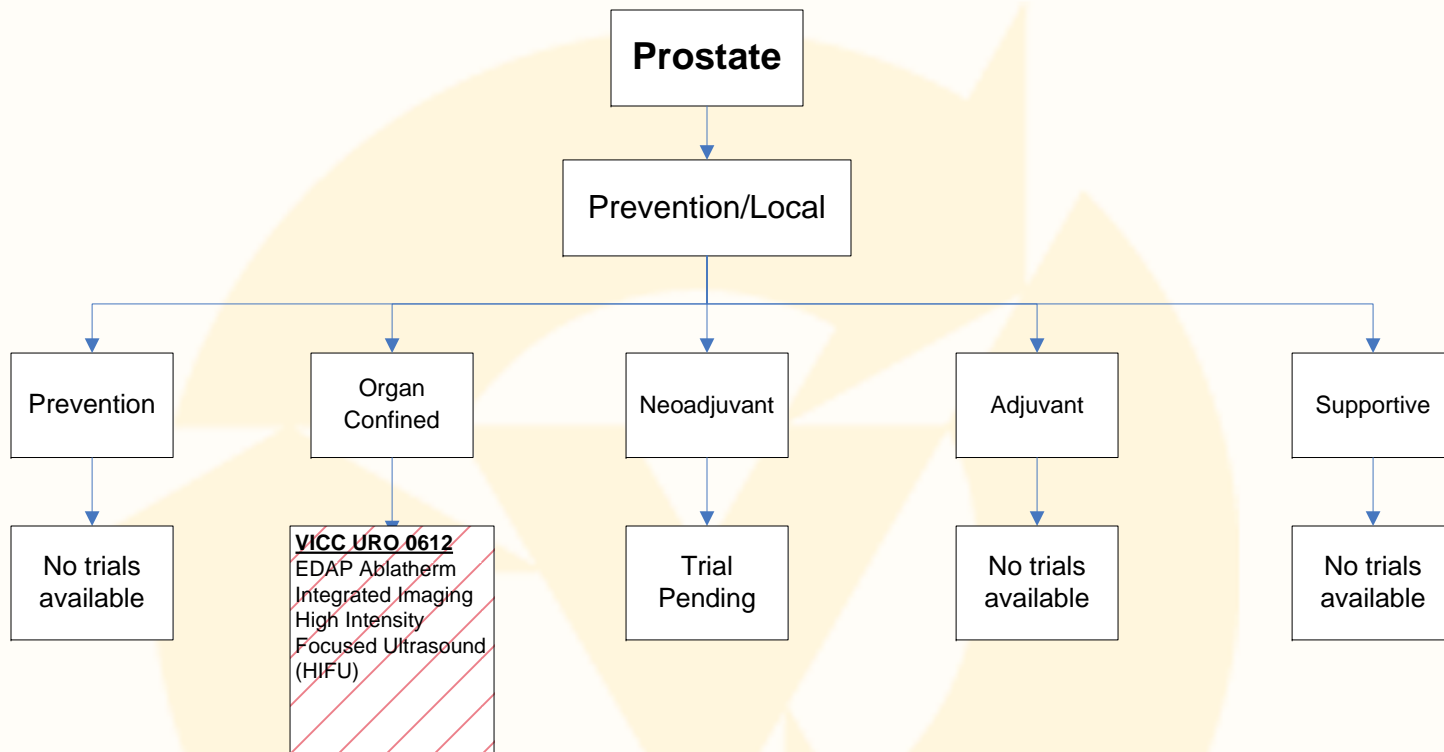 Prostate
Prevention/Local
Prevention
Organ
Confined
Neoadjuvant
Adjuvant
Supportive
No trials
available
VICC URO 0612
EDAP Ablatherm
Integrated Imaging
High Intensity
Focused Ultrasound
(HIFU)
Trial
Pending
No trials
available
No trials
available